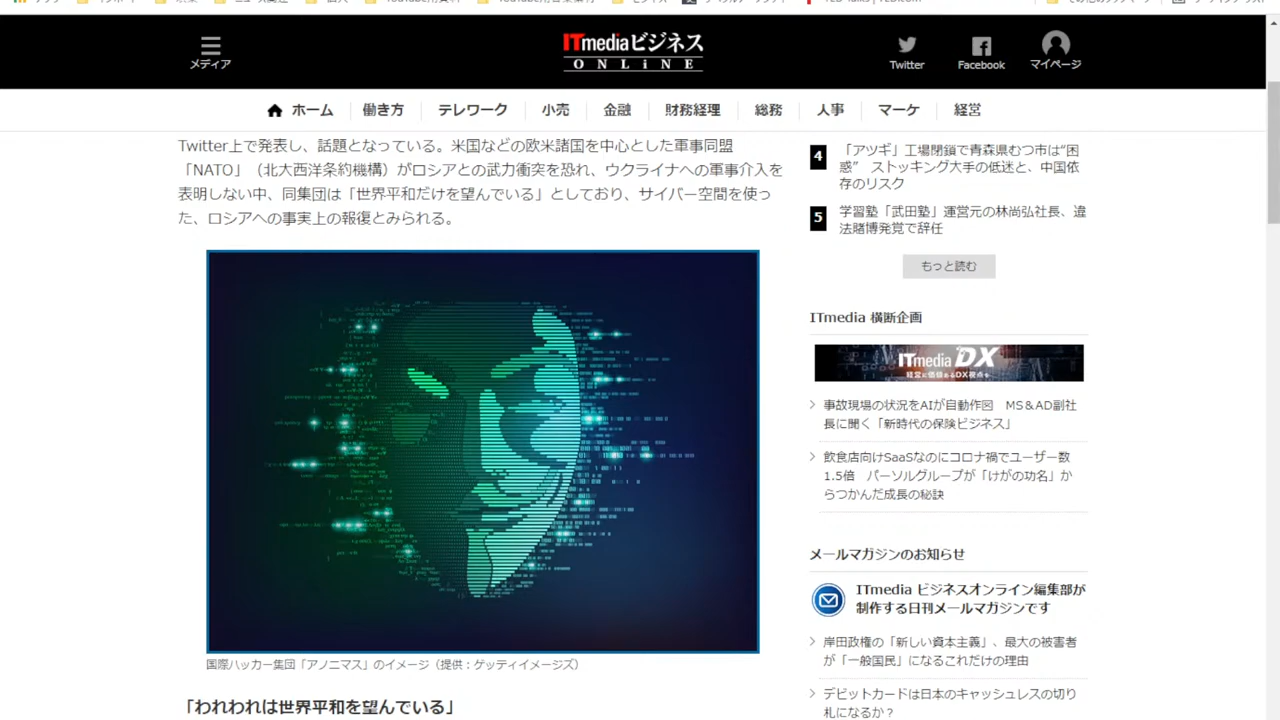 メディア
ITmediaビジネス
ONLiNE
Twitter
Facebook
マイページ
ホーム
働き方
テレワーク
小売
金融
財務経理
総務
人事
マーケ
経営
Twitter上で発表し、話題となっている。米国などの欧米諸国を中心とした軍事同盟
「NATO」（北大西洋条約機構）がロシアとの武力衝突を恐れ、ウクライナへの軍事介入を
表明しない中、同集団は「世界平和だけを望んでいる」としており、サイバー空間を使っ
た、ロシアへの事実上の報復とみられる。
国際ハッカー集団「アノニマス」のイメージ（提供：ゲッティイメージズ）
「われわれは世界平和を望んでいる」
4
「アツギ」工場閉鎖で青森県むつ市は“困
惑”　ストッキング大手の低迷と、中国依
存のリスク
5
学習塾「武田塾」運営元の林尚弘社長、違
法賭博発覚で辞任
もっと読む
ITmedia 横断企画
ITmedia DX
経営に価値あるDX視点を
事故現場の状況をAIが自動作図　MS＆AD副社
長に聞く「新時代の保険ビジネス」
飲食店向けSaaSなのにコロナ禍でユーザー数
1.5倍　パーソルグループが「けがの功名」か
らつかんだ成長の秘訣
メールマガジンのお知らせ
ITmedia ビジネスオンライン編集部が
制作する日刊メールマガジンです
岸田政権の「新しい資本主義」、最大の被害者
が「一般国民」になるこれだけの理由
デビットカードは日本のキャッシュレスの切り
札になるか？